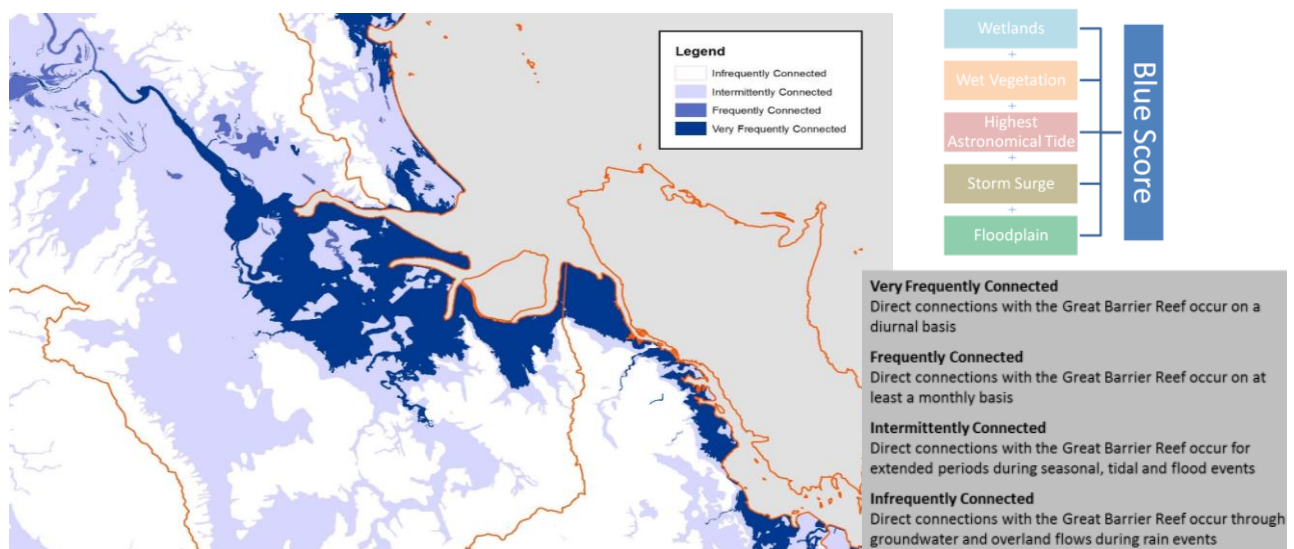 Legend
Infrequently Connected
Intermittently Connected
Frequently Connected
Very Frequently Connected
Wetlands
+
Wet Vegetation
+
Highest
Astronomical Tide
+
Storm Surge
+
Floodplain
Blue Score
Very Frequently Connected
Direct connections with the Great Barrier Reef occur on a
diurnal basis
Frequently Connected
Direct connections with the Great Barrier Reef occur on at
least a monthly basis
Intermittently Connected
Direct connections with the Great Barrier Reef occur for
extended periods during seasonal, tidal and flood events
Infrequently Connected
Direct connections with the Great Barrier Reef occur through
groundwater and overland flows during rain events